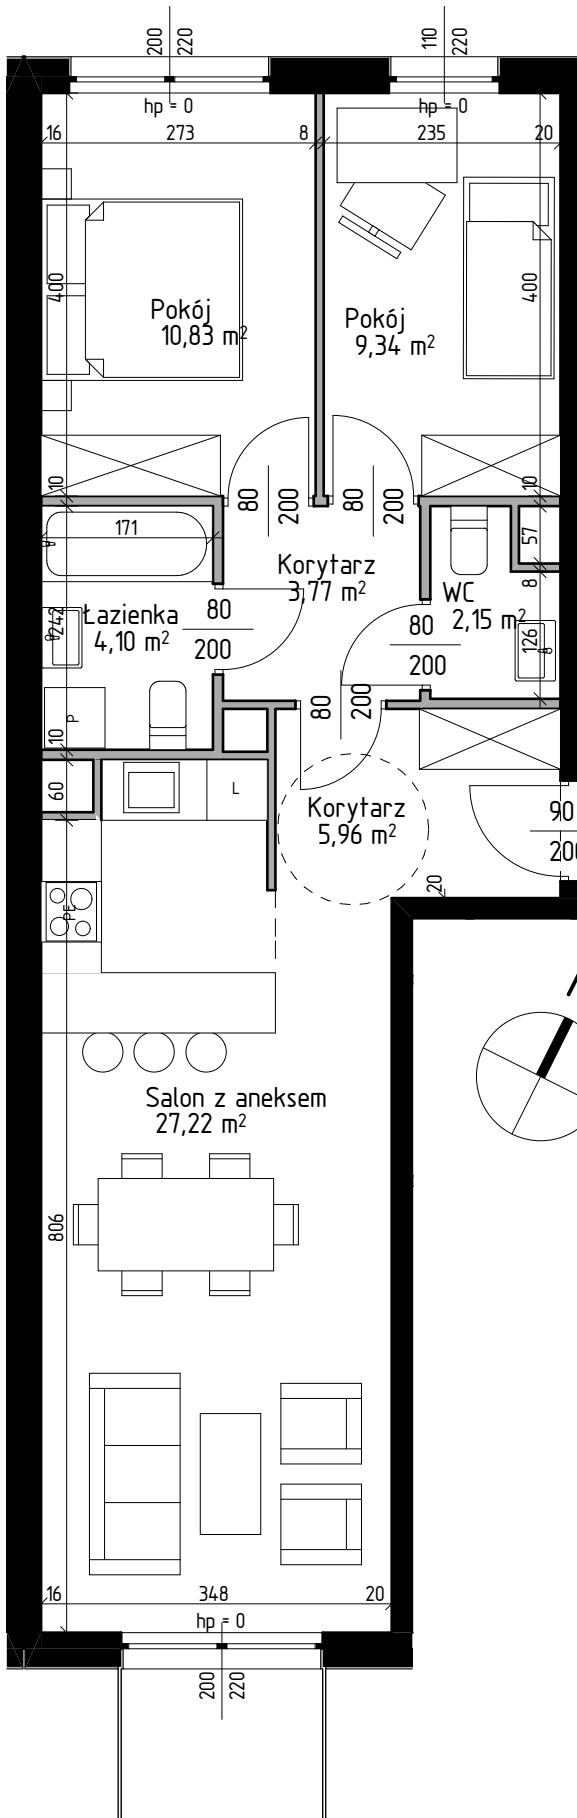 200
220
110
220
hp = 0
hp = 0
16
273
8
235
20
400
400
Pokój
10,83 m²
Pokój
9,34 m²
10
10
80
200
80
200
171
57
Korytarz
3,77 m²
8
WC
2,15 m²
242
Łazienka
4,10 m²
80
200
80
200
126
P
10
80
200
60
L
Korytarz
5,96 m²
90
200
20
PE
Salon z aneksem
27,22 m²
806
16
348
20
hp = 0
200
220